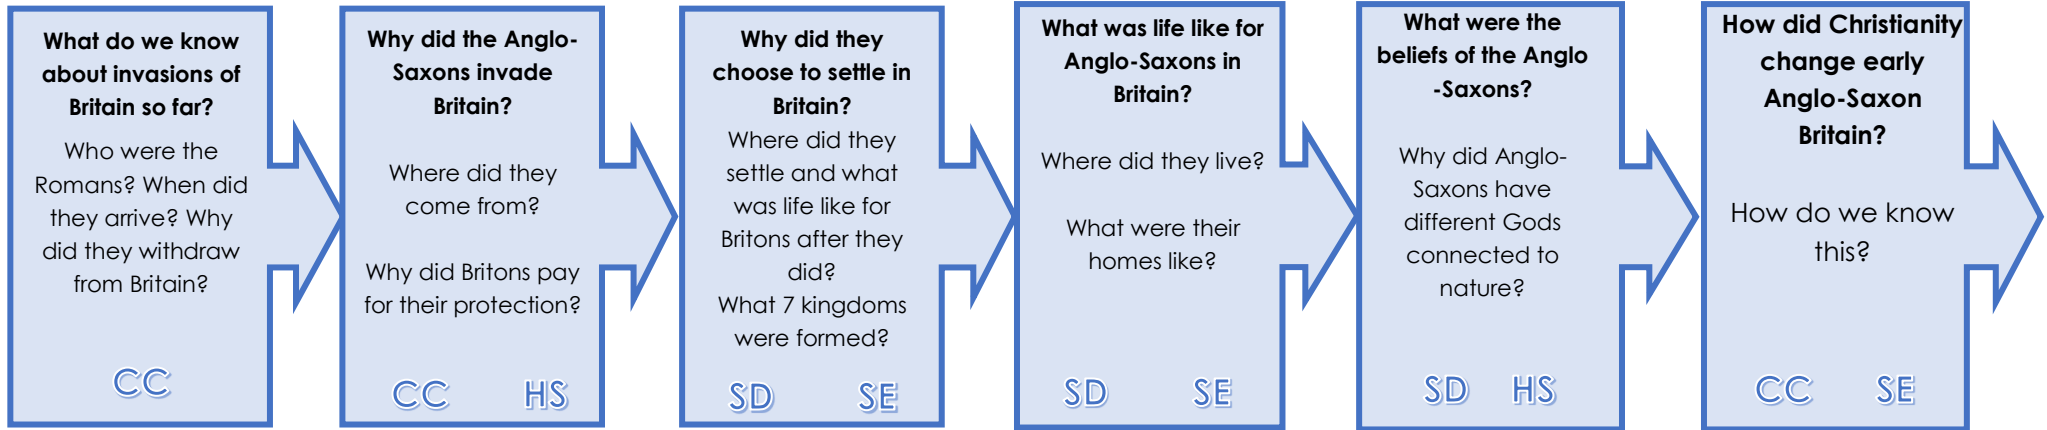 What do we know
about invasions of
Britain so far?
Who were the
Romans? When did
they arrive? Why
did they withdraw
from Britain?
CC
Why did the Anglo-
Saxons invade
Britain?
Where did they
come from?
Why did Britons pay
for their protection?
CC HS
Why did they
choose to settle in
Britain?
Where did they
settle and what
was life like for
Britons after they
did?
What 7 kingdoms
were formed?
SD SE
What was life like for
Anglo-Saxons in
Britain?
Where did they live?
What were their
homes like?
SD SE
What were the
beliefs of the Anglo
-Saxons?
Why did Anglo-
Saxons have
different Gods
connected to
nature?
SD HS
How did Christianity
change early
Anglo-Saxon
Britain?
How do we know
this?
CC SE